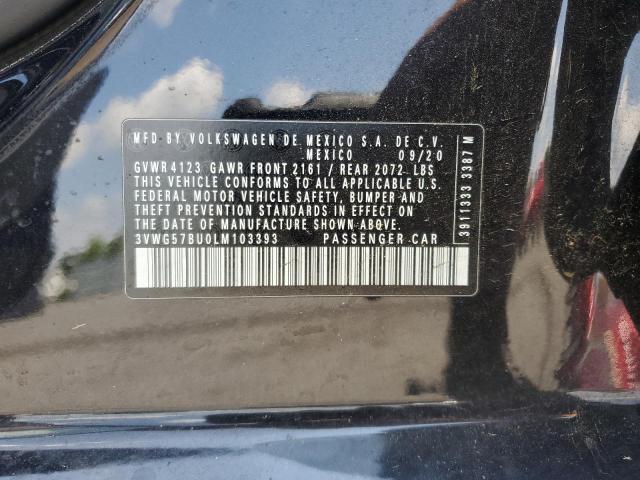 MFD.BY VOLKSWAGEN DE MEXICO S.A. DE C.V.
MEXICO 09/20
GVWR 4123 GAWR FRONT 2161 / REAR 2072 LBS
THIS VEHICLE CONFORMS TO ALL APPLICABLE U.S.
FEDERAL MOTOR VEHICLE SAFETY, BUMPER AND
THEFT PREVENTION STANDARDS IN EFFECT ON
THE DATE OF MANUFACTURE SHOWN ABOVE.
3VWG57BU0LM103393 PASSENGER CAR
3911333 3387 M